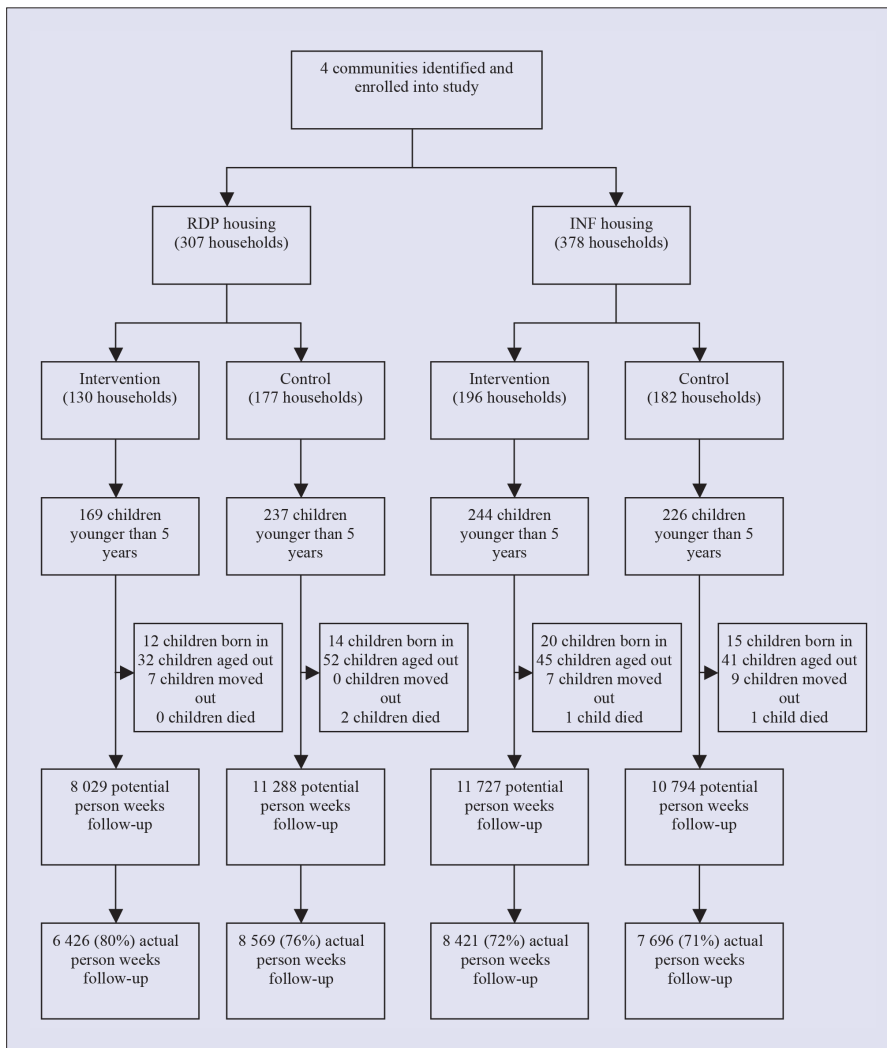 4 communities identified and
enrolled into study
RDP housing
(307 households)
INF housing
(378 households)
Intervention
(130 households)
Control
(177 households)
Intervention
(196 households)
Control
(182 households)
169 children
younger than 5
years
237 children
younger than 5
years
244 children
younger than 5
years
226 children
younger than 5
years
12 children born in
32 children aged out
7 children moved
out
0 children died
14 children born in
52 children aged out
0 children moved
out
2 children died
20 children born in
45 children aged out
7 children moved
out
1 child died
15 children born in
41 children aged out
9 children moved
out
1 child died
8 029 potential
person weeks
follow-up
11 288 potential
person weeks
follow-up
11 727 potential
person weeks
follow-up
10 794 potential
person weeks
follow-up
6 426 (80%) actual
person weeks
follow-up
8 569 (76%) actual
person weeks
follow-up
8 421 (72%) actual
person weeks
follow-up
7 696 (71%) actual
person weeks
follow-up